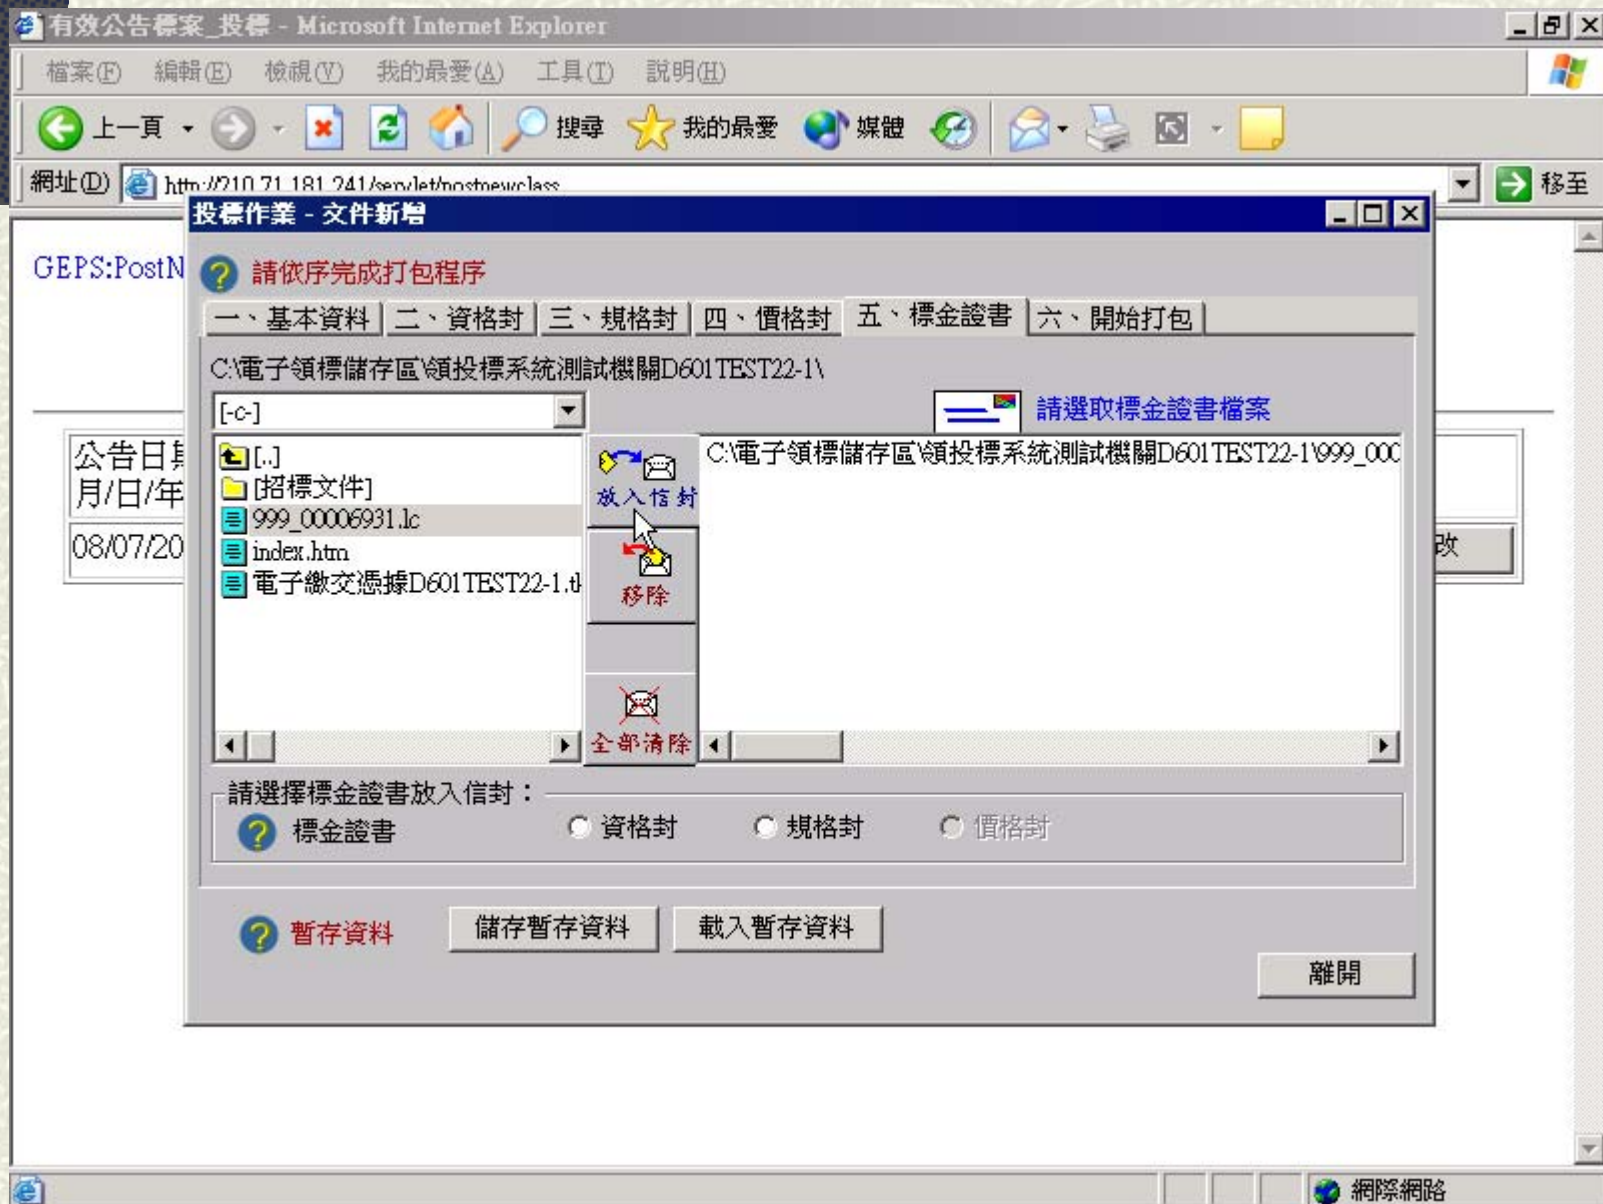 有效公告標案_投標 - Microsoft Internet Explorer
檔案(F) 編輯(E) 檢視(V) 我的最愛(A) 工具(T) 説明(H)
上一頁 搜尋 我的最愛 媒體
網址(D) http://210.71.181.241/servlet/postnewclass 移至
投標作業 - 文件新增
GEPS:PostN
請依序完成打包程序
一、基本資料 二、資格封 三、規格封 四、價格封 五、標金證書 六、開始打包
C:\電子領標儲存區\領投標系統測試機關D601TEST22-1\
[-c-]
請選取標金證書檔案
公告日期
月/日/年
08/07/20
[..]
[招標文件]
999_00006931.lc
index.htm
電子繳交憑據D601TEST22-1.tk
放入信封
移除
全部清除
C:\電子領標儲存區\領投標系統測試機關D601TEST22-1\999_000
改
請選擇標金證書放入信封：
標金證書 資格封 規格封 價格封
暫存資料 儲存暫存資料 載入暫存資料
離開
網際網路